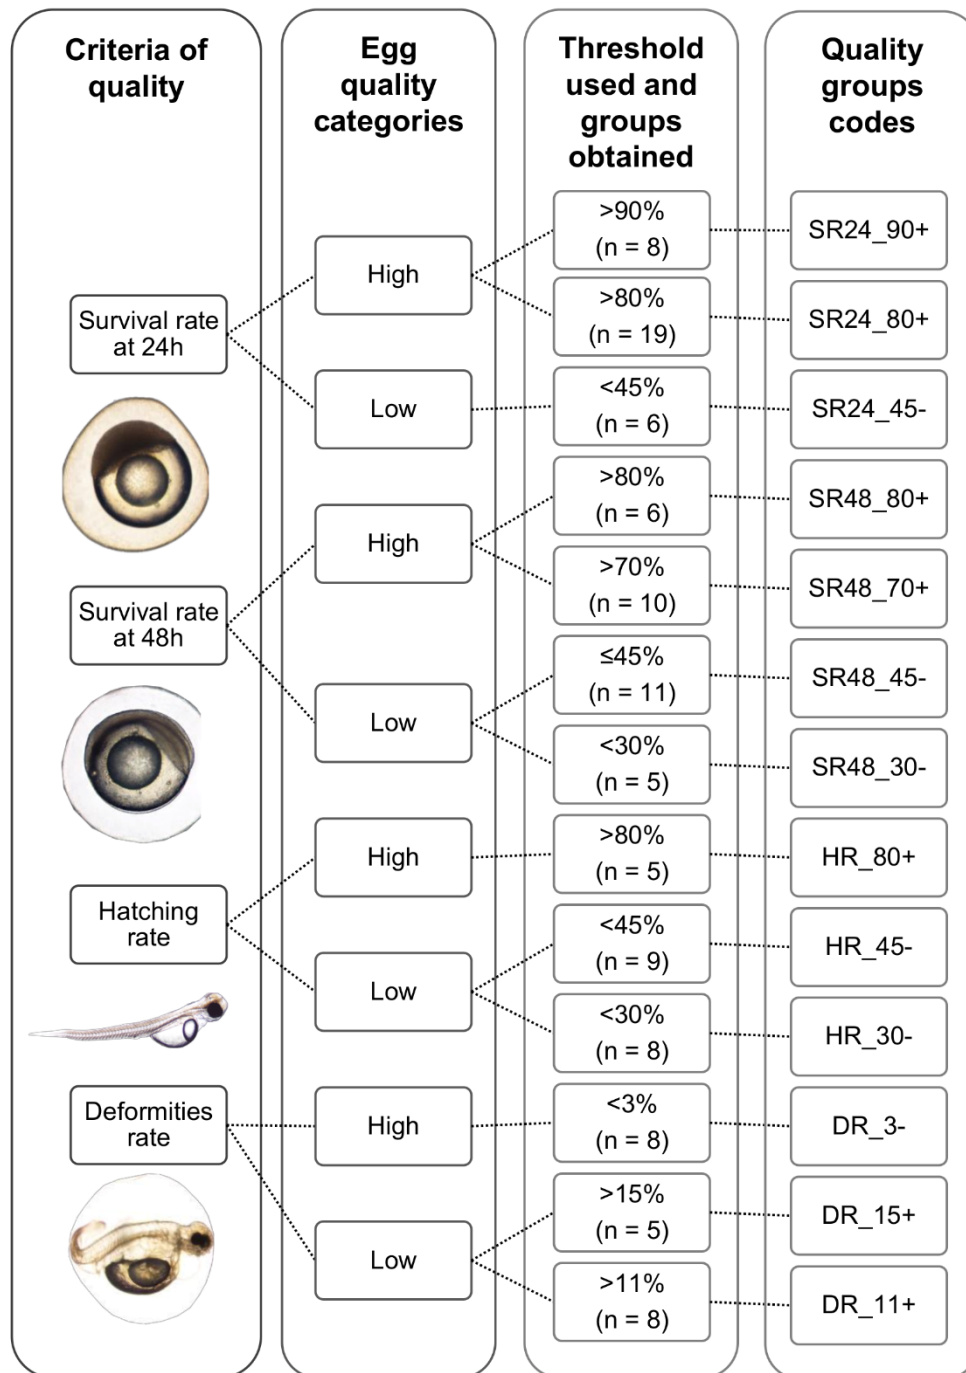 Criteria of
quality
Egg
quality
categories
Threshold
used and
groups
obtained
Quality
groups
codes
Survival rate
at 24h
High
>90%
(n = 8)
SR24_90+
>80%
(n = 19)
SR24_80+
Low
<45%
(n = 6)
SR24_45-
Survival rate
at 48h
High
>80%
(n = 6)
SR48_80+
>70%
(n = 10)
SR48_70+
Low
≤45%
(n = 11)
SR48_45-
<30%
(n = 5)
SR48_30-
Hatching
rate
High
>80%
(n = 5)
HR_80+
Low
<45%
(n = 9)
HR_45-
<30%
(n = 8)
HR_30-
Deformities
rate
High
<3%
(n = 8)
DR_3-
Low
>15%
(n = 5)
DR_15+
>11%
(n = 8)
DR_11+